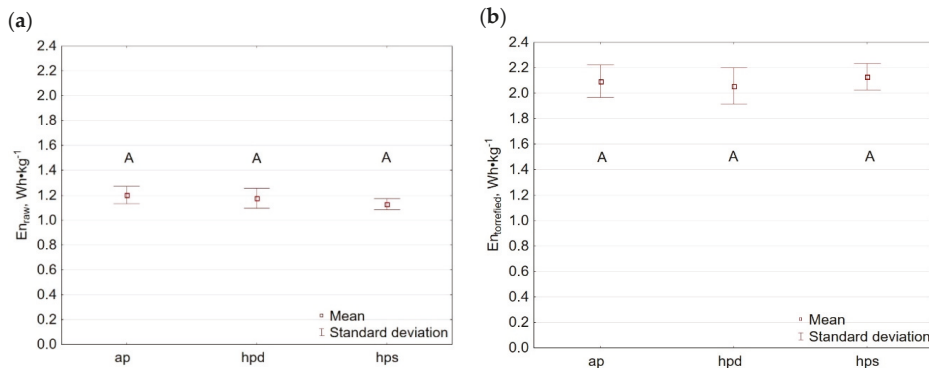 (a)
2.4
2.2
2.0
1.8
1.6
1.4
1.2
1.0
0.8
0.6
0.4
0.2
0.0
En_raw, Wh•kg⁻¹
A A A
Mean
Standard deviation
ap hpd hps
(b)
2.4
2.2
2.0
1.8
1.6
1.4
1.2
1.0
0.8
0.6
0.4
0.2
0.0
En_torrefied, Wh•kg⁻¹
A A A
Mean
Standard deviation
ap hpd hps